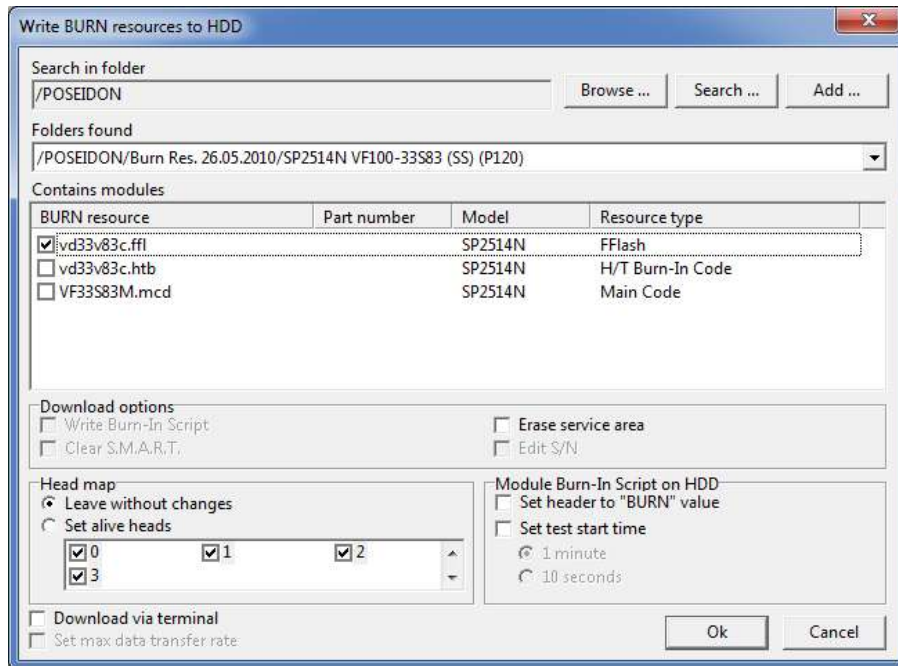 Write BURN resources to HDD
Search in folder
/POSEIDON
Browse ...
Search ...
Add ...
Folders found
/POSEIDON/Burn Res. 26.05.2010/SP2514N VF100-33S83 (SS) (P120)
Contains modules
BURN resource Part number Model Resource type
vd33v83c.ffl SP2514N FFlash
vd33v83c.htb SP2514N H/T Burn-In Code
VF33S83M.mcd SP2514N Main Code
Download options
Write Burn-In Script
Erase service area
Clear S.M.A.R.T.
Edit S/N
Head map
Leave without changes
Set alive heads
0 1 2
3
Module Burn-In Script on HDD
Set header to "BURN" value
Set test start time
1 minute
10 seconds
Download via terminal
Set max data transfer rate
Ok
Cancel